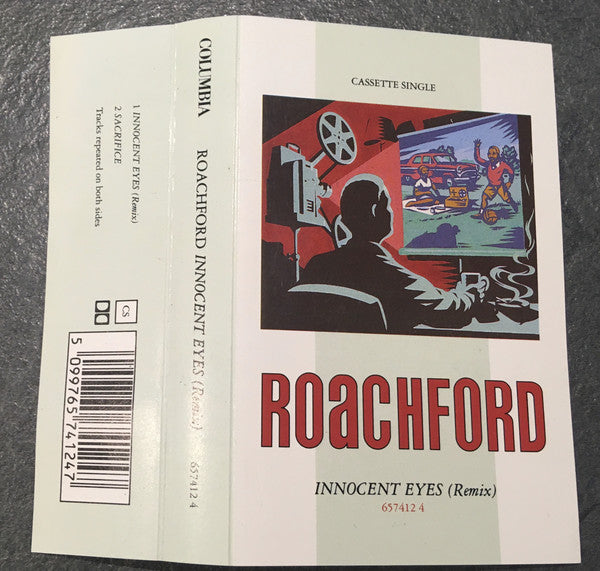 CASSETTE SINGLE
ROaCHFORD
INNOCENT EYES (Remix)
657412 4
COLUMBIA ROACHFORD INNOCENT EYES (Remix) 657412 4
1 INNOCENT EYES (Remix)
2 SACRIFICE
Tracks repeated on both sides
CS
5 099765 741247